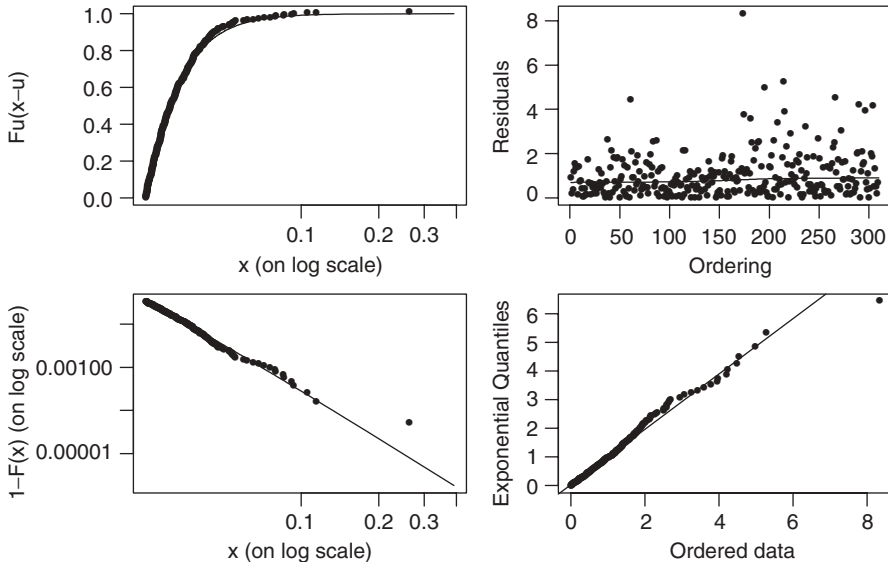 Fu(x−u)
1.0
0.8
0.6
0.4
0.2
0.0
0.1 0.2 0.3
x (on log scale)
Residuals
8
6
4
2
0
0 50 100 150 200 250 300
Ordering
1−F(x) (on log scale)
0.00100
0.00001
0.1 0.2 0.3
x (on log scale)
Exponential Quantiles
6
5
4
3
2
1
0
0 2 4 6 8
Ordered data